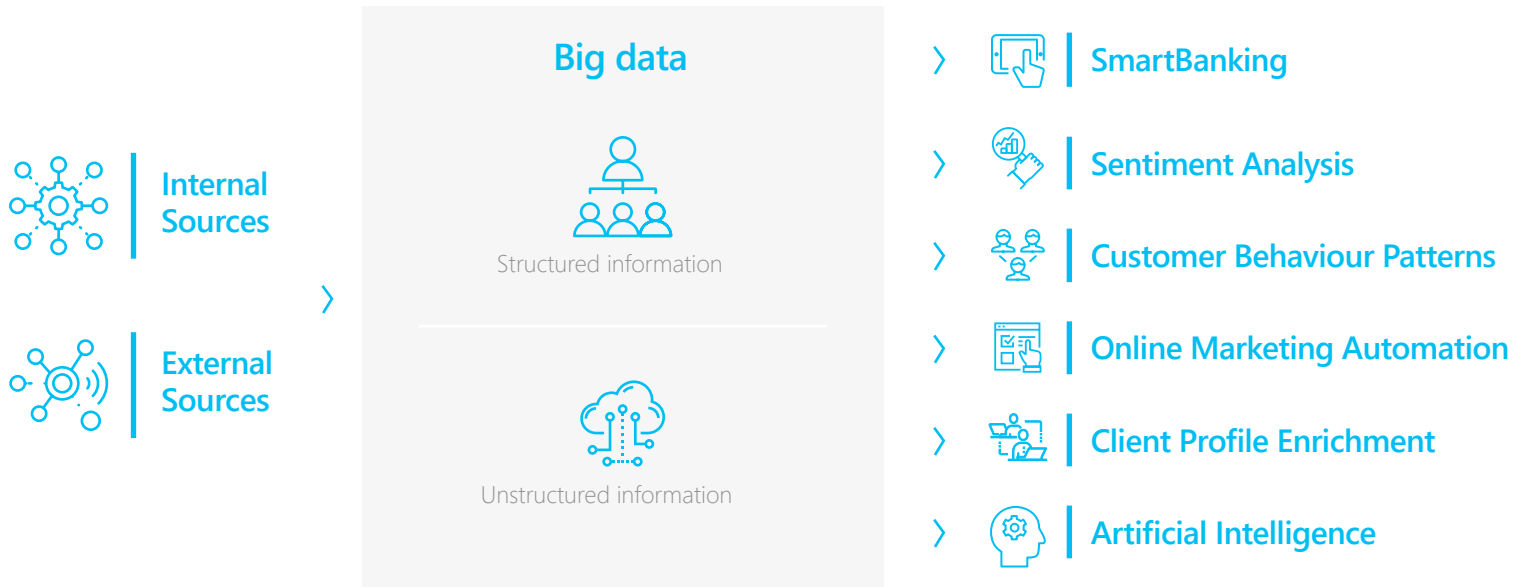 Internal
Sources
External
Sources
Big data
Structured information
Unstructured information
SmartBanking
Sentiment Analysis
Customer Behaviour Patterns
Online Marketing Automation
Client Profile Enrichment
Artificial Intelligence